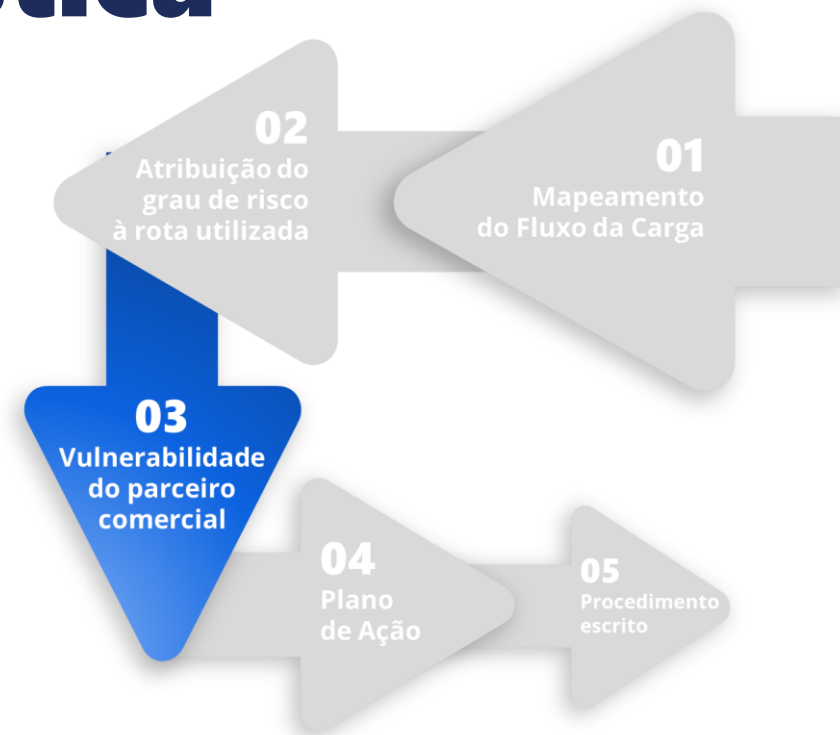 01
Mapeamento
do Fluxo da Carga
02
Atribuição do
grau de risco
à rota utilizada
03
Vulnerabilidade
do parceiro
comercial
04
Plano
de Ação
05
Procedimento
escrito